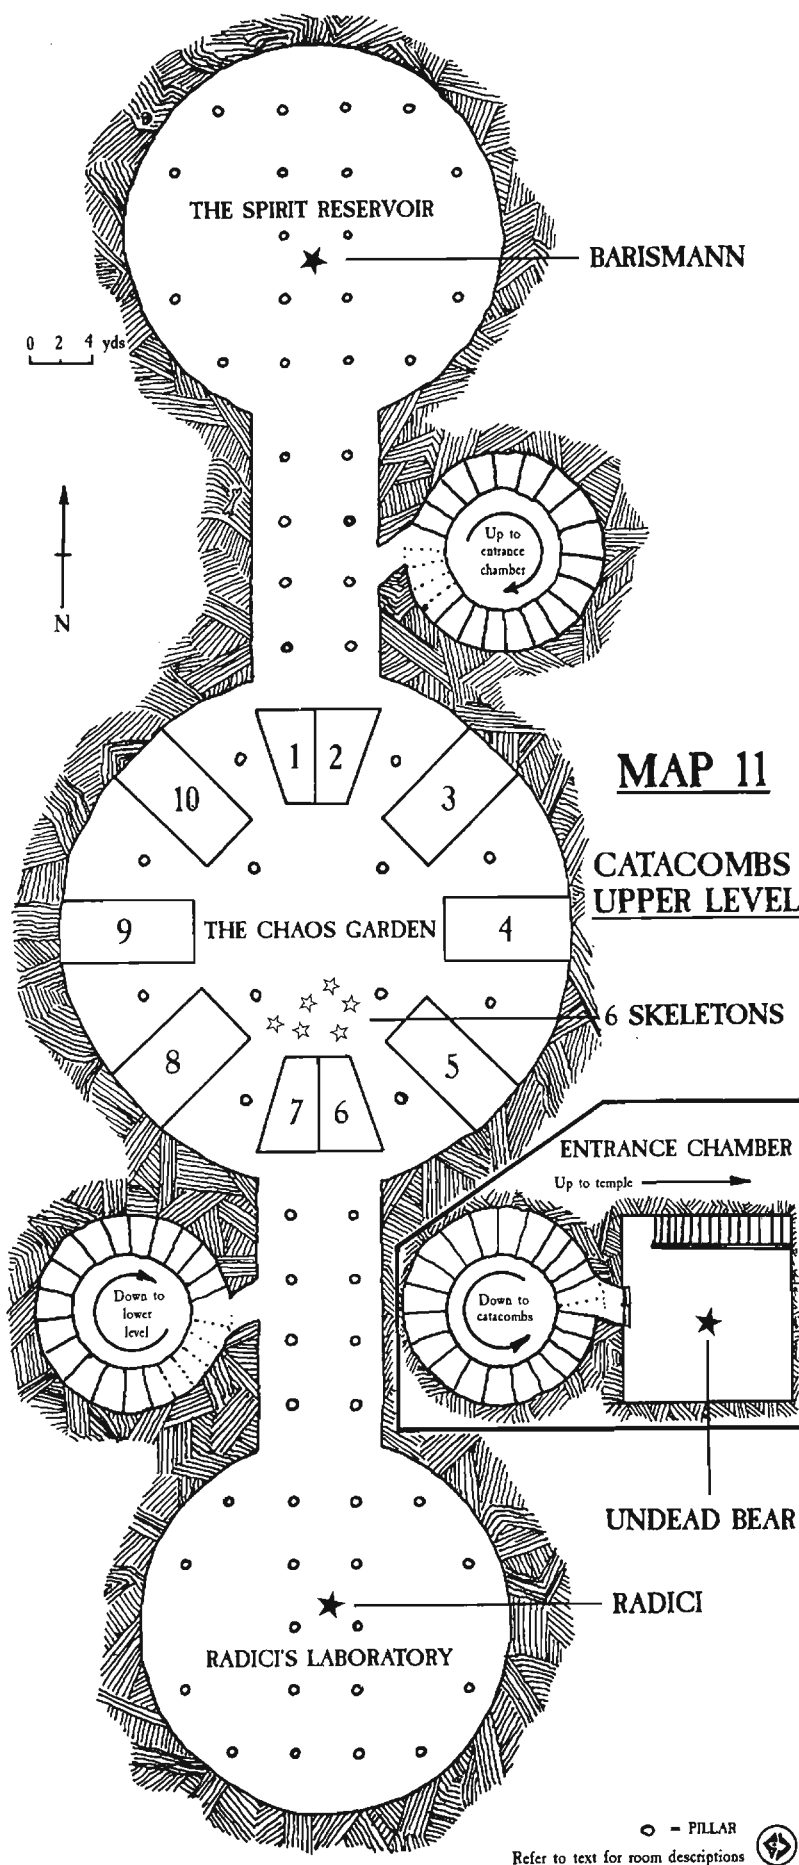 THE SPIRIT RESERVOIR
BARISMANN
0 2 4 yds
Up to
entrance
chamber
N
1 2
10
3
MAP 11
CATACOMBS
UPPER LEVEL
9
THE CHAOS GARDEN
4
6 SKELETONS
8
5
7 6
ENTRANCE CHAMBER
Up to temple
Down to
lower
level
Down to
catacombs
UNDEAD BEAR
RADICI
RADICI'S LABORATORY
= PILLAR
Refer to text for room descriptions